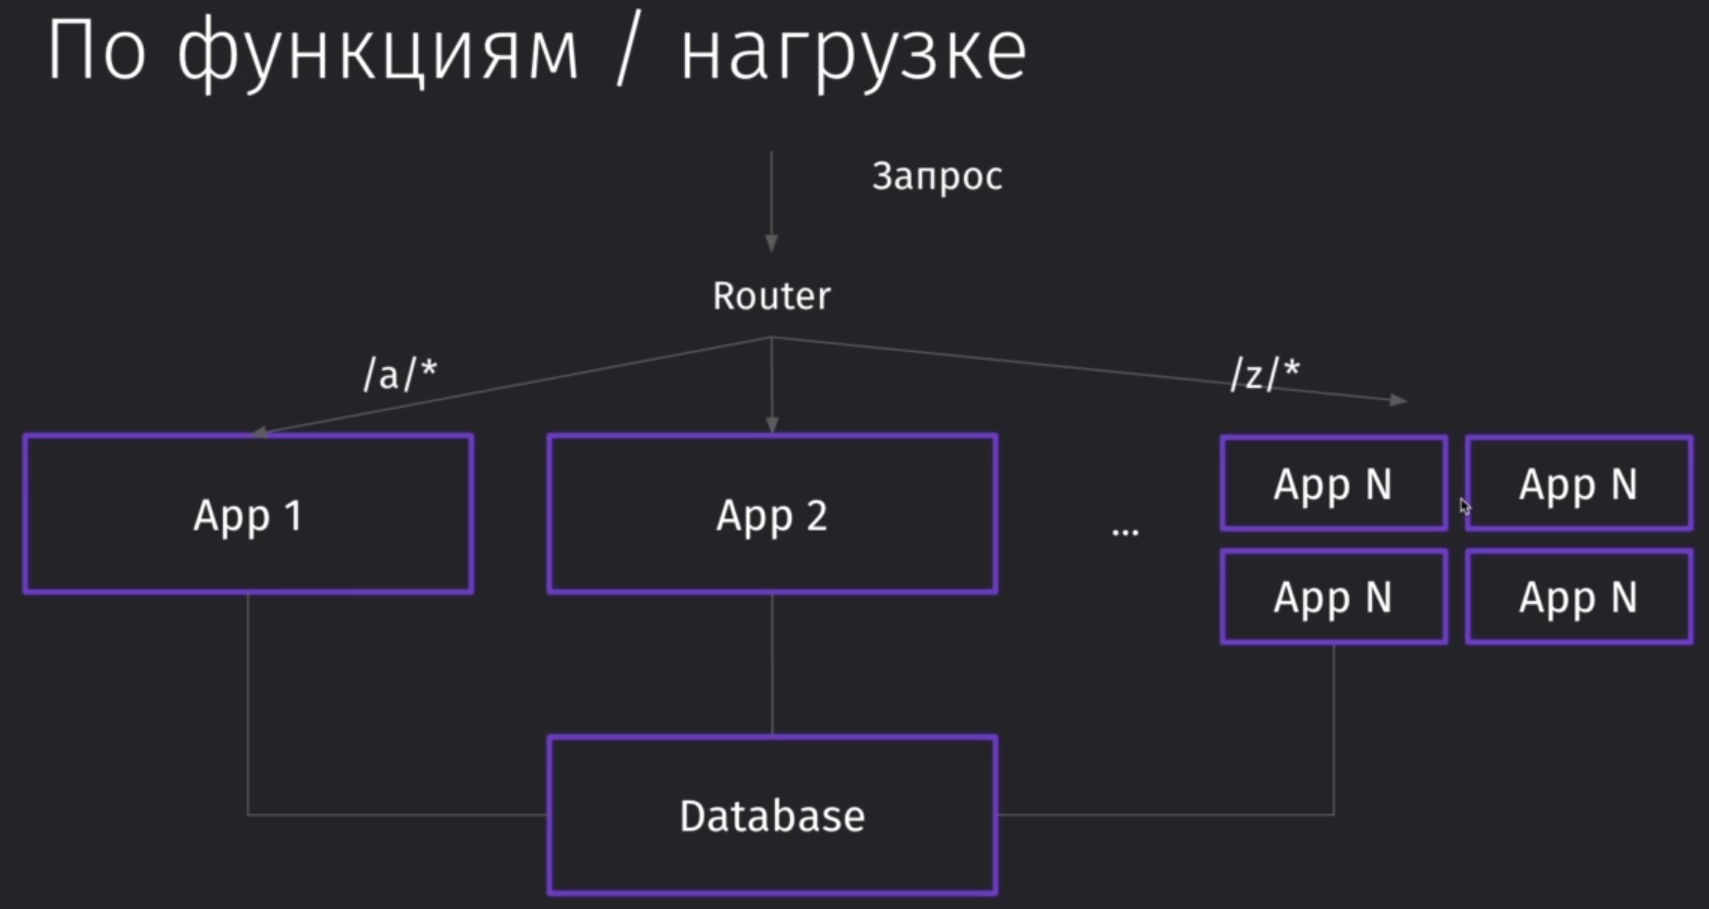 По функциям / нагрузке
Запрос
Router
/a/*
/z/*
App 1
App 2
...
App N
App N
App N
App N
Database